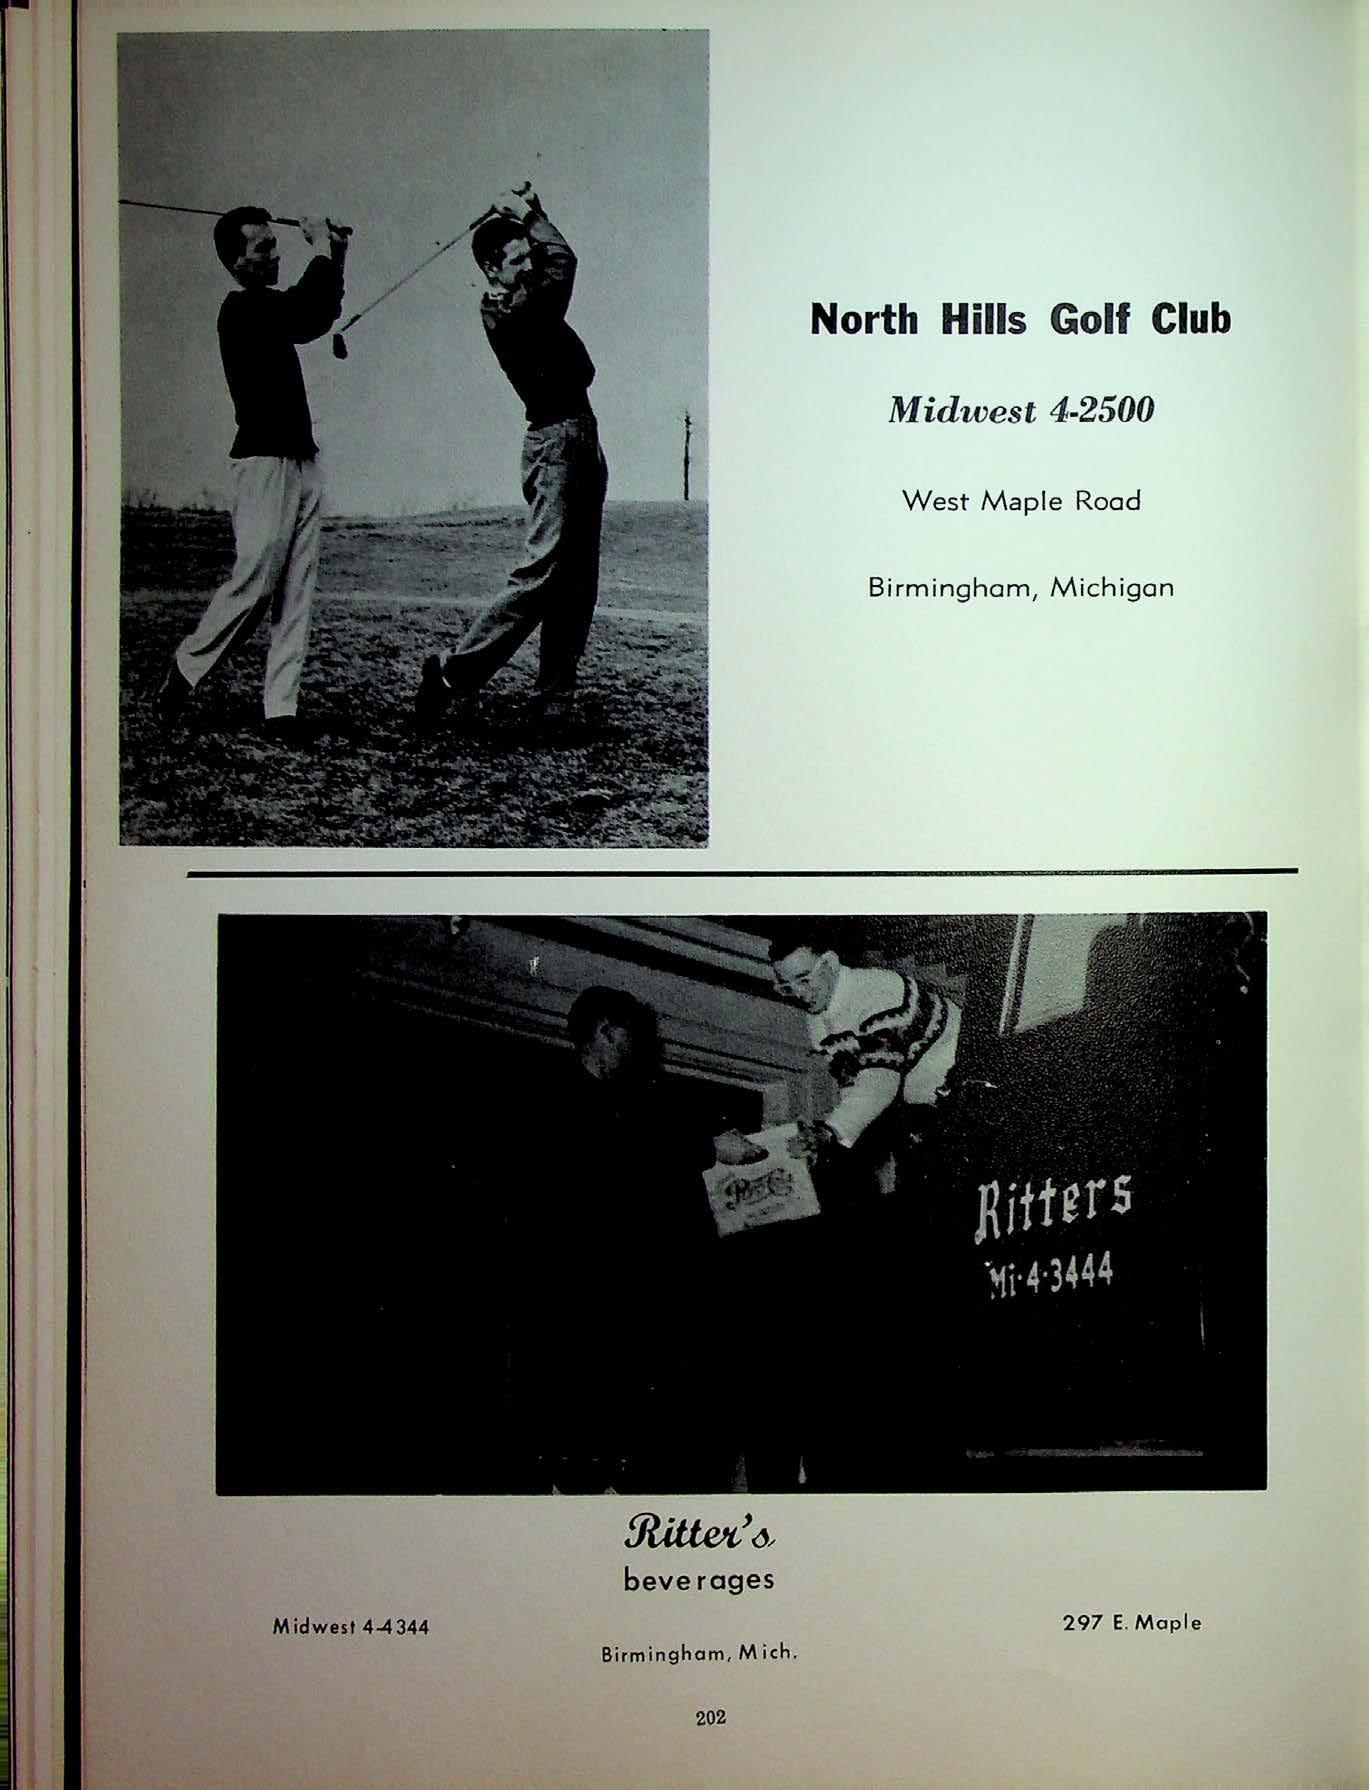 North Hills Golf Club
Midwest 4-2500
West Maple Road
Birmingham, Michigan
Ritters
Mi·4·3444
Ritter's
beverages
Midwest 4-4344
297 E. Maple
Birmingham, Mich.
202